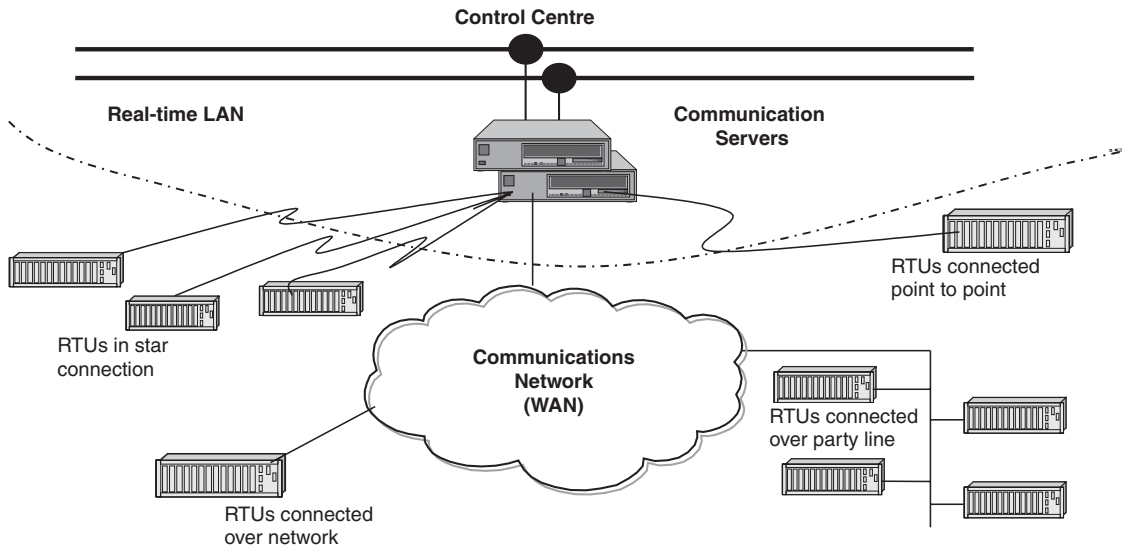 Control Centre
Real-time LAN
Communication
Servers
RTUs connected
point to point
RTUs in star
connection
Communications
Network
(WAN)
RTUs connected
over party line
RTUs connected
over network